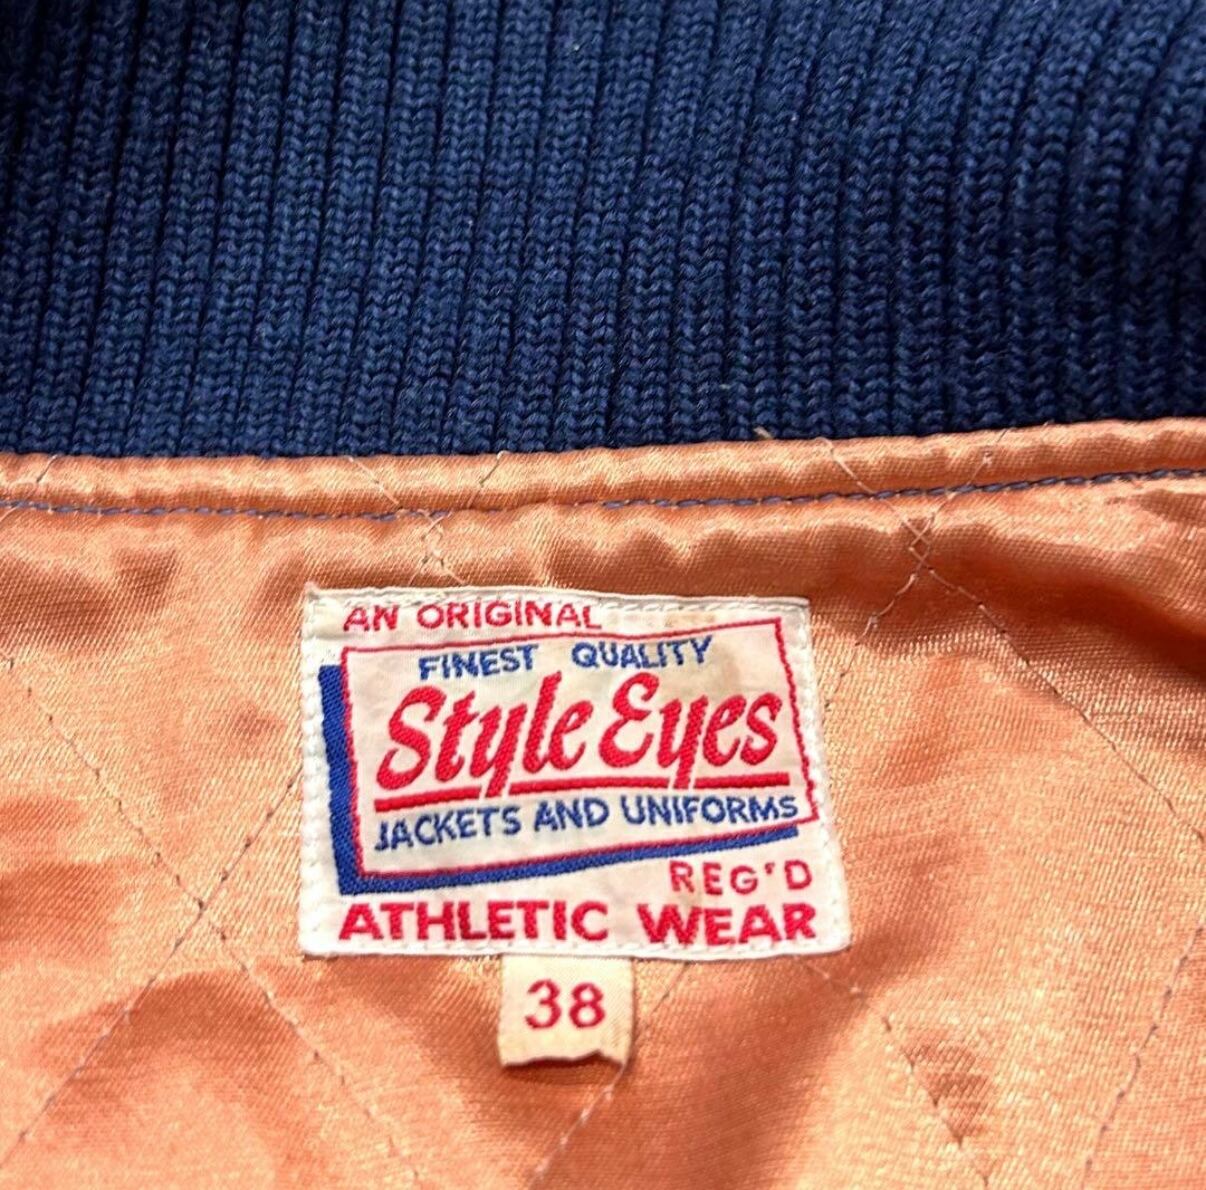 AN ORIGINAL
FINEST QUALITY
Style Eyes
JACKETS AND UNIFORMS
REG'D
ATHLETIC WEAR
38